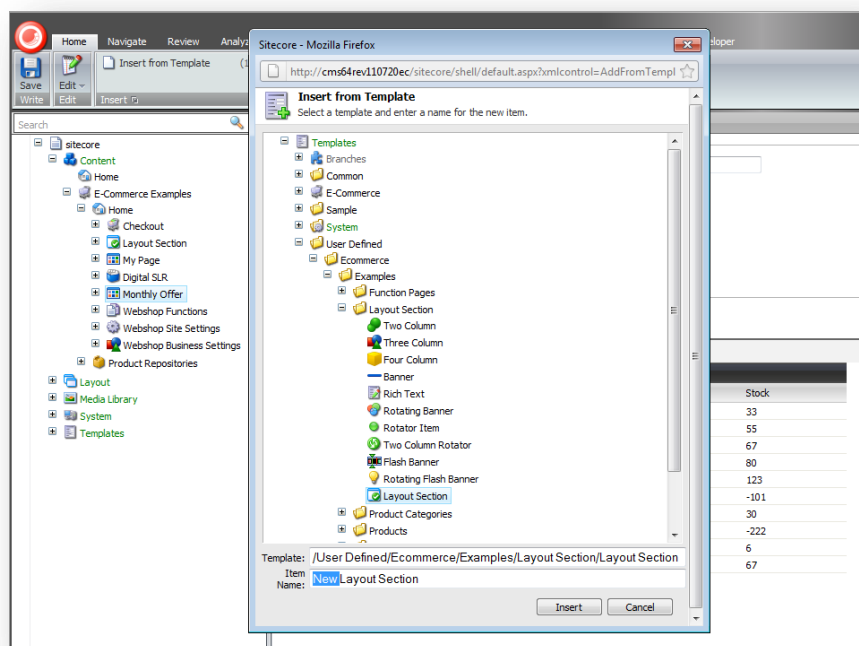 Home Navigate Review Analyz
eloper
Save
Write
Edit
Edit
Insert from Template (1
Insert
Search
sitecore
Content
Home
E-Commerce Examples
Home
Checkout
Layout Section
My Page
Digital SLR
Monthly Offer
Webshop Functions
Webshop Site Settings
Webshop Business Settings
Product Repositories
Layout
Media Library
System
Templates
Sitecore - Mozilla Firefox
http://cms64rev110720ec/sitecore/shell/default.aspx?xmlcontrol=AddFromTempl
Insert from Template
Select a template and enter a name for the new item.
Templates
Branches
Common
E-Commerce
Sample
System
User Defined
Ecommerce
Examples
Function Pages
Layout Section
Two Column
Three Column
Four Column
Banner
Rich Text
Rotating Banner
Rotator Item
Two Column Rotator
Flash Banner
Rotating Flash Banner
Layout Section
Product Categories
Products
Template: /User Defined/Ecommerce/Examples/Layout Section/Layout Section
Item Name: New Layout Section
Insert Cancel
Stock
33
55
67
80
123
-101
30
-222
6
67